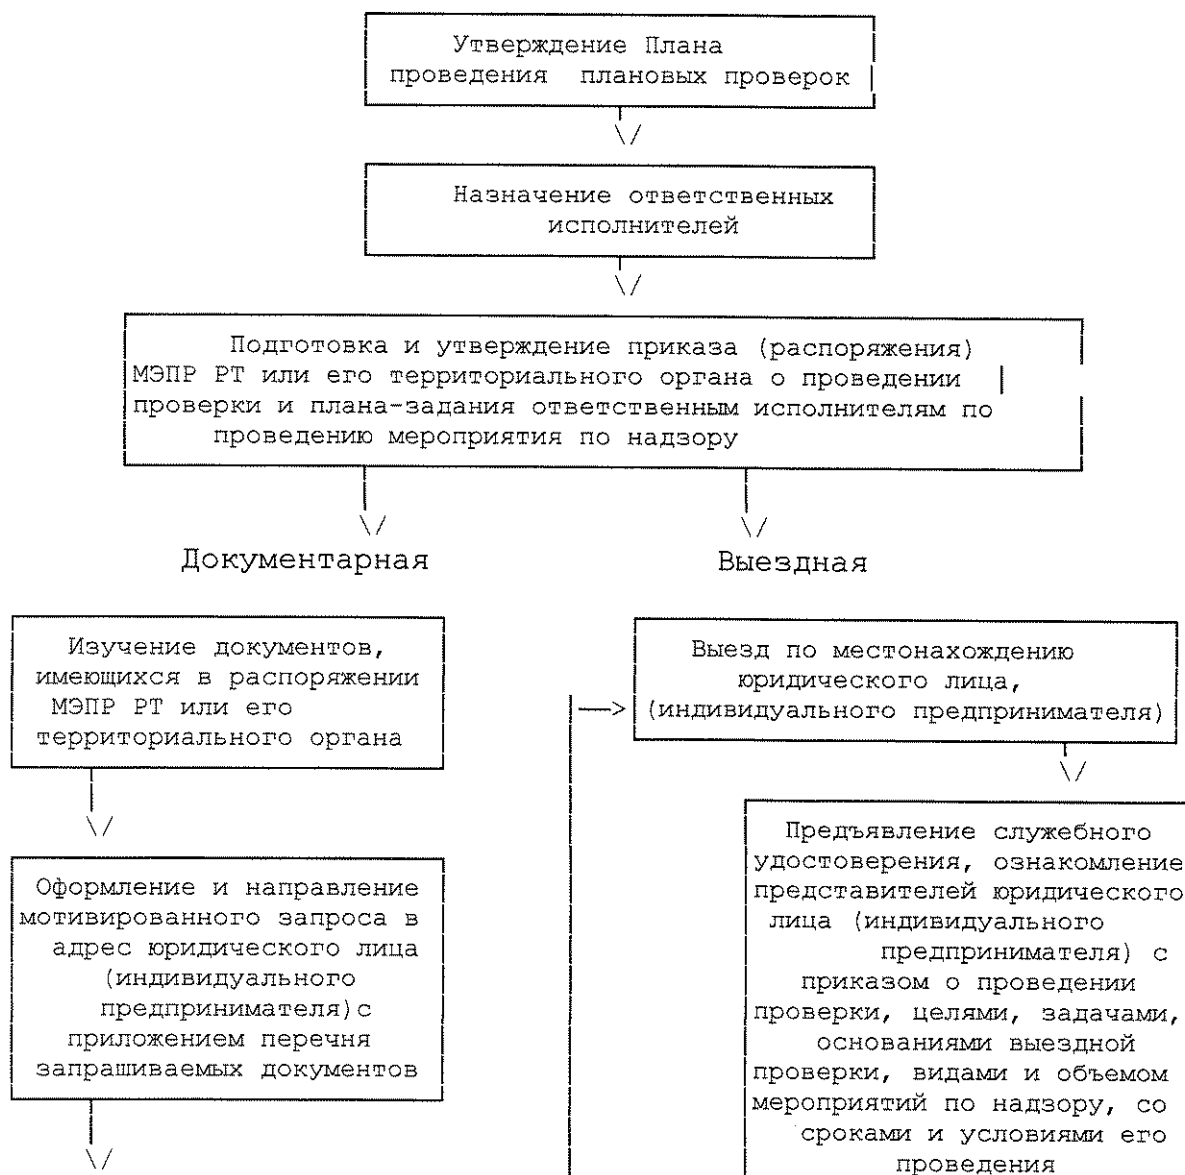 Утверждение Плана
проведения плановых проверок
Назначение ответственных
исполнителей
Подготовка и утверждение приказа (распоряжения)
МЭПР РТ или его территориального органа о проведении
проверки и плана-задания ответственным исполнителям по
проведению мероприятия по надзору
Документарная
Выездная
Изучение документов,
имеющихся в распоряжении
МЭПР РТ или его
территориального органа
Оформление и направление
мотивированного запроса в
адрес юридического лица
(индивидуального
предпринимателя)с
приложением перечня
запрашиваемых документов
Выезд по местонахождению
юридического лица,
(индивидуального предпринимателя)
Предъявление служебного
удостоверения, ознакомление
представителей юридического
лица (индивидуального
предпринимателя) с
приказом о проведении
проверки, целями, задачами,
основаниями выездной
проверки, видами и объемом
мероприятий по надзору, со
сроками и условиями его
проведения